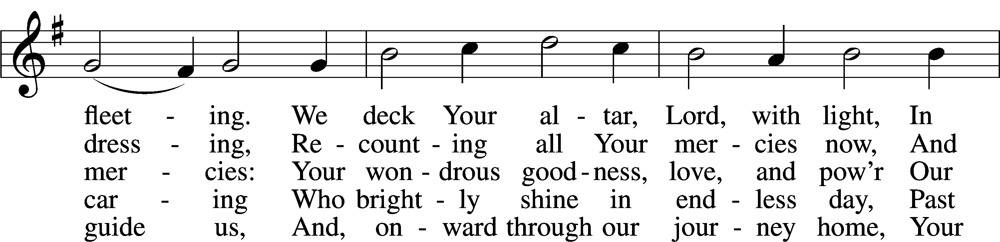 fleet - ing. We deck Your al - tar, Lord, with light, In
dress - ing, Re - count - ing all Your mer - cies now, And
mer - cies: Your won - drous good - ness, love, and pow'r Our
car - ing Who bright - ly shine in end - less day, Past
guide us, And, on - ward through our jour - ney home, Your